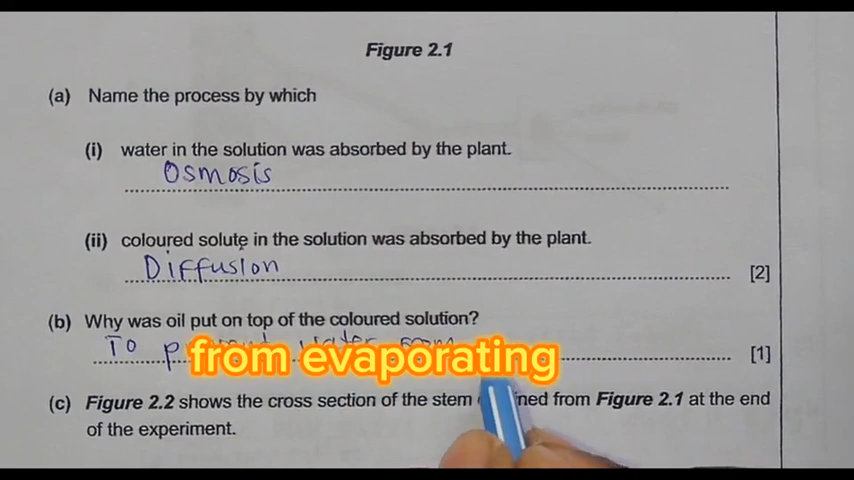 Figure 2.1
(a) Name the process by which
(i) water in the solution was absorbed by the plant.
Osmosis
(ii) coloured solute in the solution was absorbed by the plant.
Diffusion
[2]
(b) Why was oil put on top of the coloured solution?
To
from evaporating
[1]
(c) Figure 2.2 shows the cross section of the stem from Figure 2.1 at the end
of the experiment.